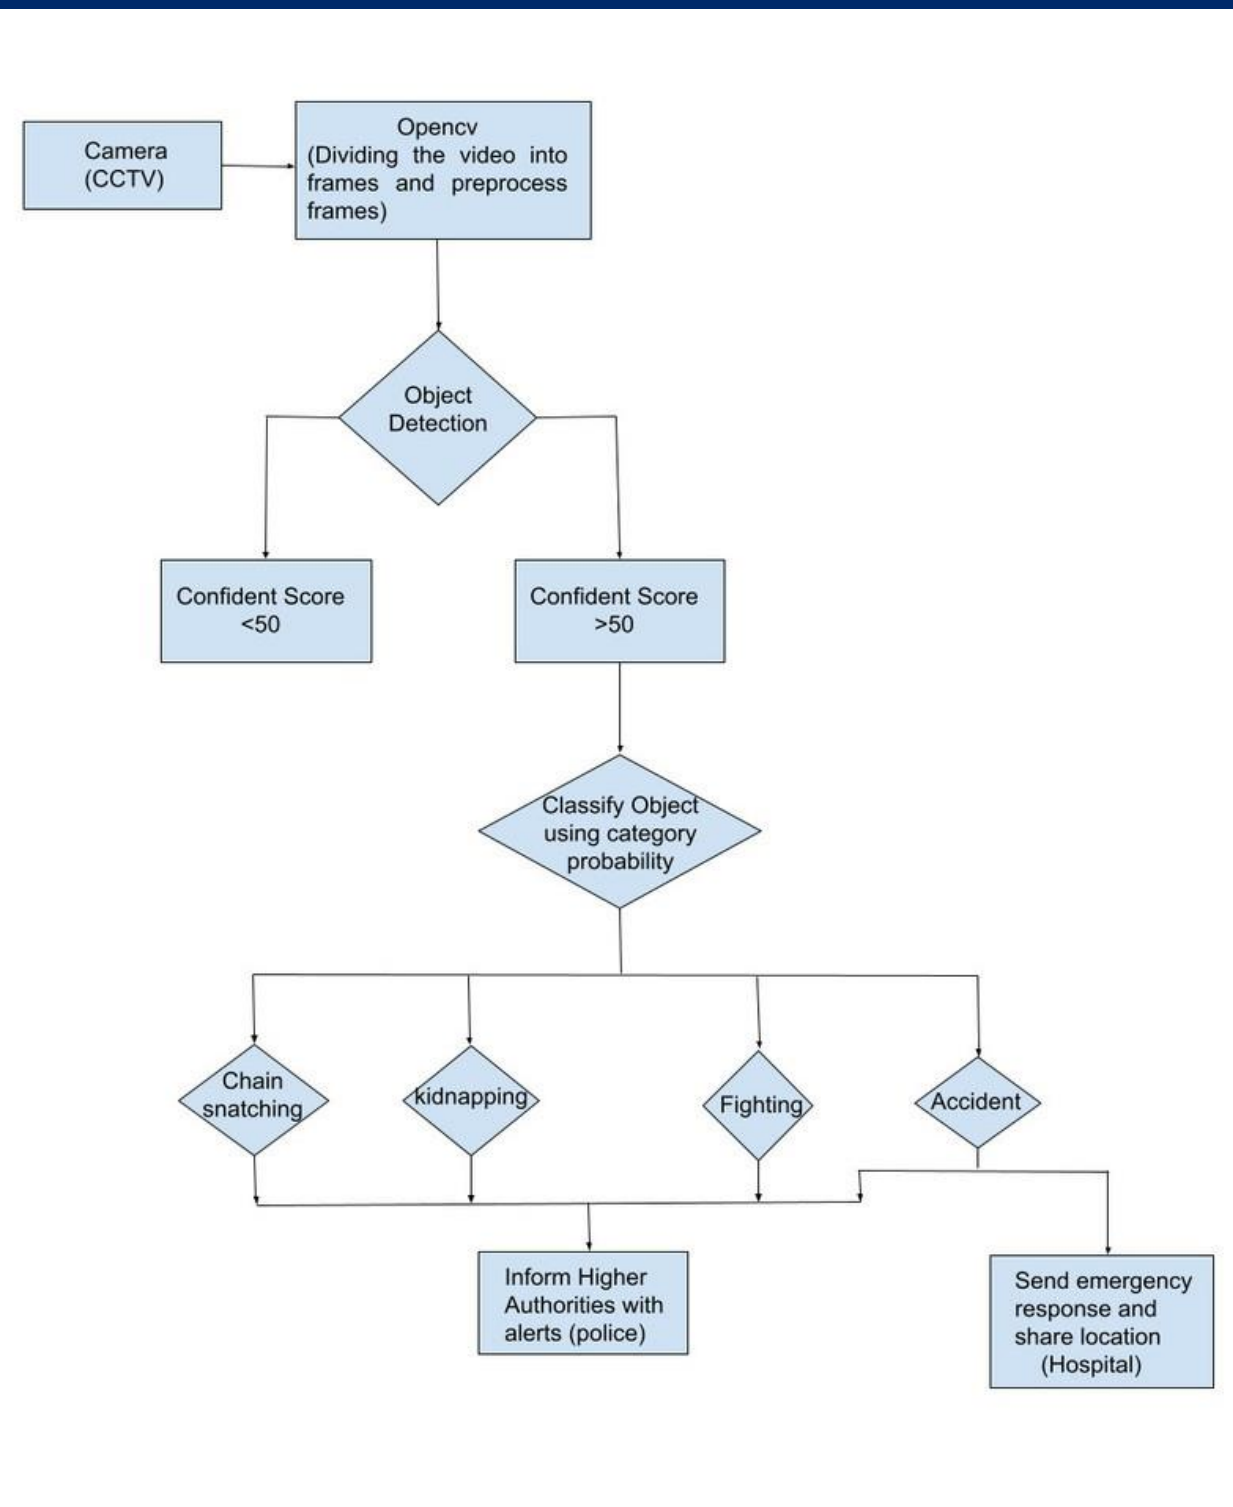 Camera
(CCTV)
Opencv
(Dividing the video into
frames and preprocess
frames)
Object
Detection
Confident Score
<50
Confident Score
>50
Classify Object
using category
probability
Chain
snatching
kidnapping
Fighting
Accident
Inform Higher
Authorities with
alerts (police)
Send emergency
response and
share location
(Hospital)